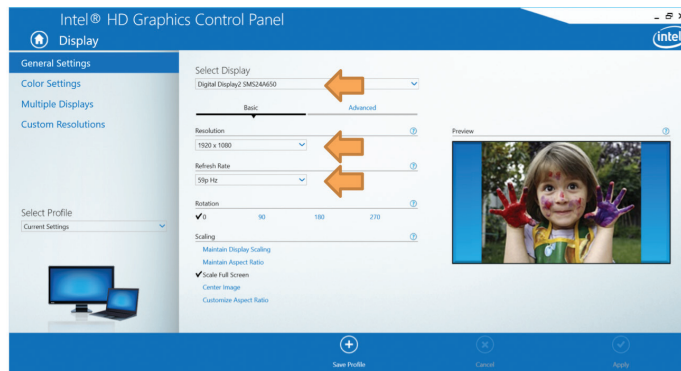 Intel® HD Graphics Control Panel
Display
intel
General Settings
Color Settings
Multiple Displays
Custom Resolutions
Select Profile
Current Settings
Select Display
Digital Display2 SMS24A650
Basic
Advanced
Resolution
1920 x 1080
Refresh Rate
59p Hz
Rotation
0 90 180 270
Scaling
Maintain Display Scaling
Maintain Aspect Ratio
Scale Full Screen
Center Image
Customize Aspect Ratio
Preview
Save Profile
Cancel
Apply